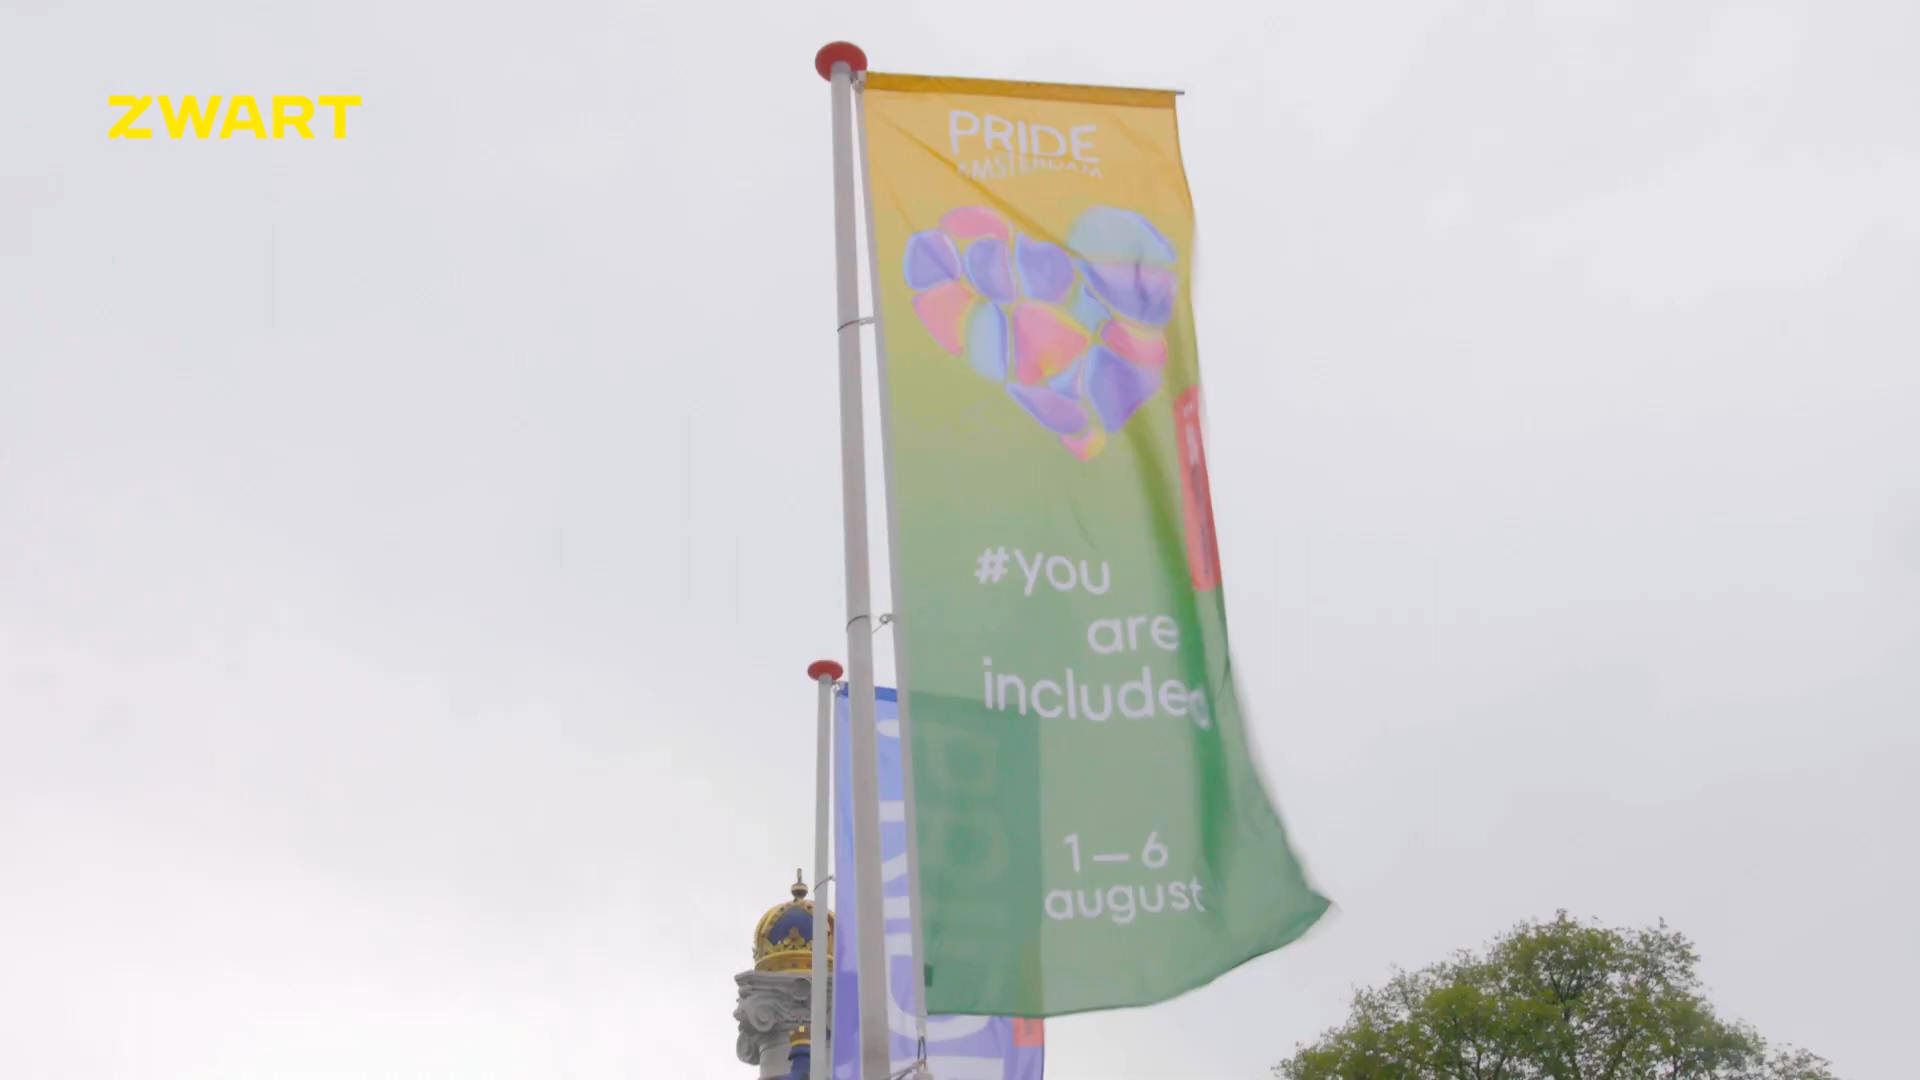 ZWART
PRIDE
AMSTERDAM
#you
are
included
1 — 6
august